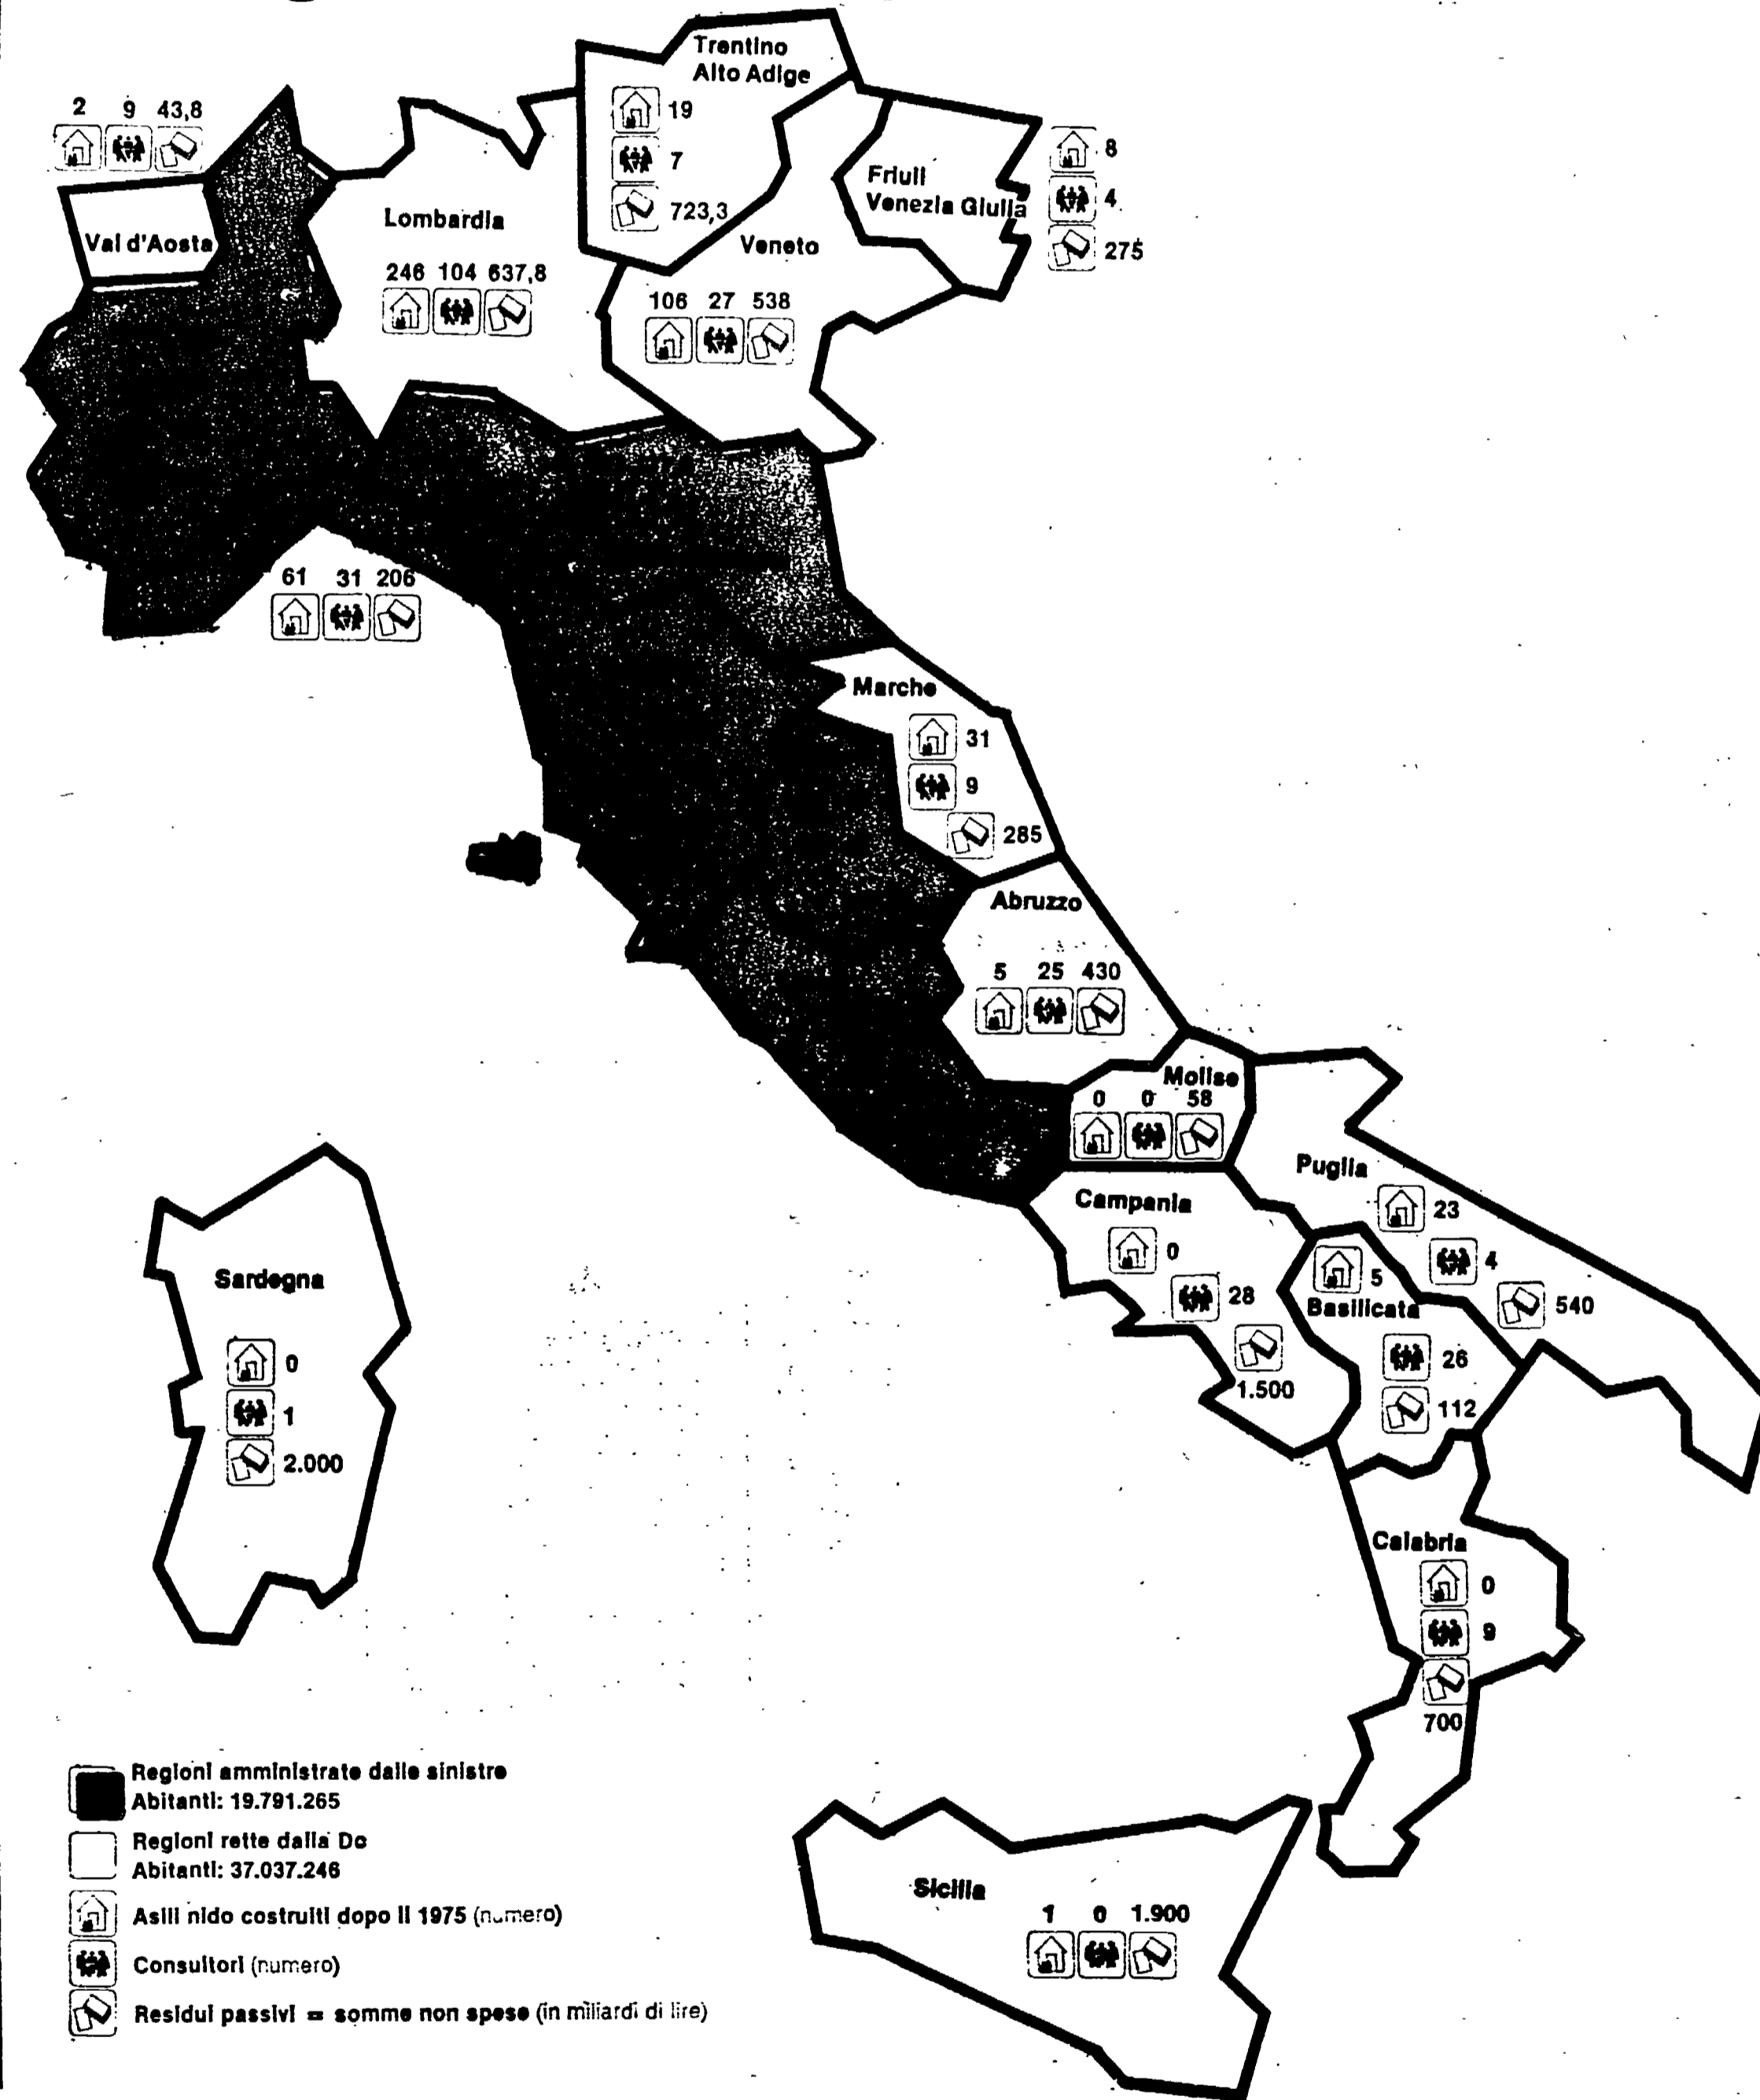 Trentino
Alto Adige
19
7
723,3
2 9 43,8
Val d'Aosta
Lombardia
246 104 637,8
Friuli
Venezia Giulia
8
4
275
Veneto
106 27 538
61 31 206
Marche
31
9
285
Abruzzo
5 25 430
Molise
0 0 58
Puglia
23
4
540
Campania
0
28
1.500
5
Basilicata
26
112
Sardegna
0
1
2.000
Calabria
0
9
700
Sicilia
1 0 1.900
Regioni amministrate dalle sinistre
Abitanti: 19.791.265
Regioni rette dalla Dc
Abitanti: 37.037.246
Asili nido costruiti dopo il 1975 (numero)
Consultori (numero)
Residui passivi = somme non spese (in miliardi di lire)